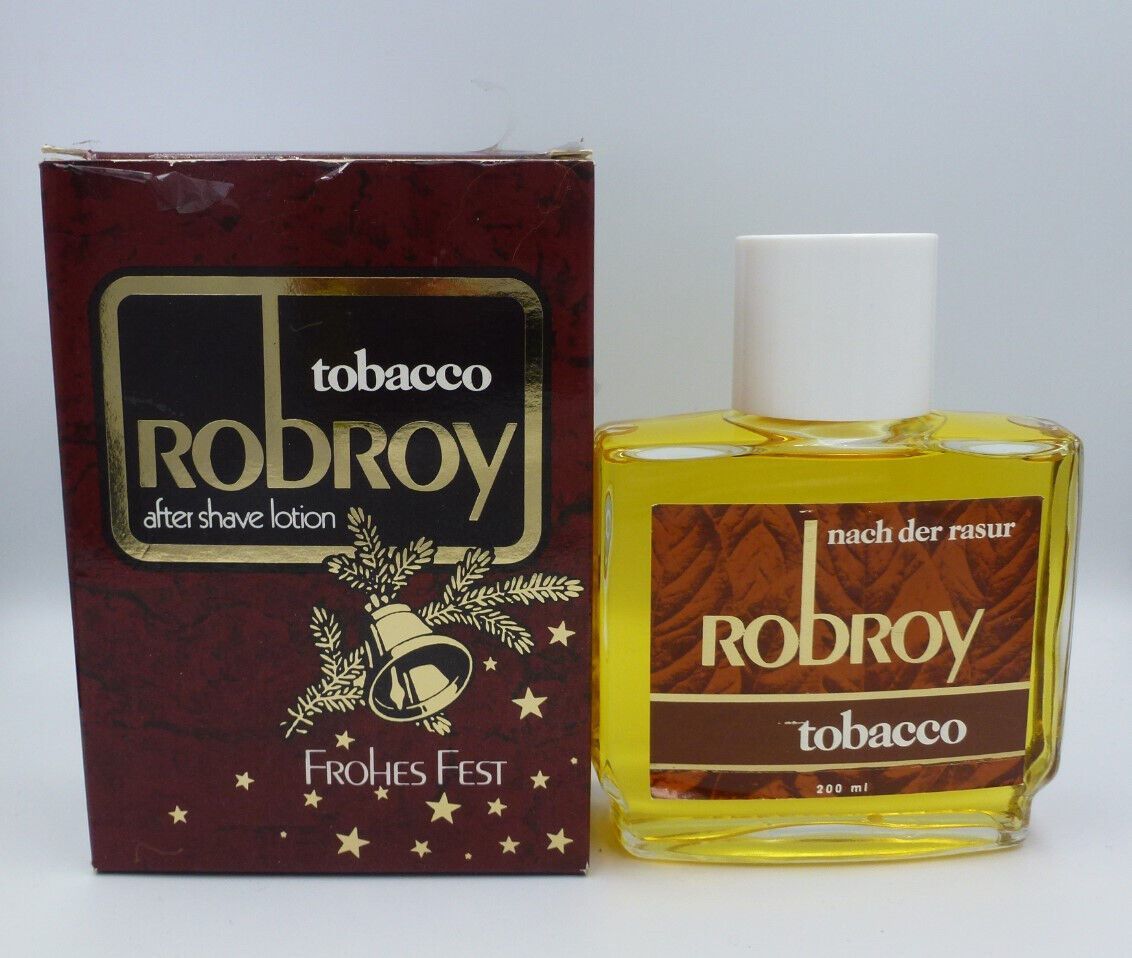 tobacco
Robroy
after shave lotion
Frohes Fest
nach der rasur
Robroy
tobacco
200 ml